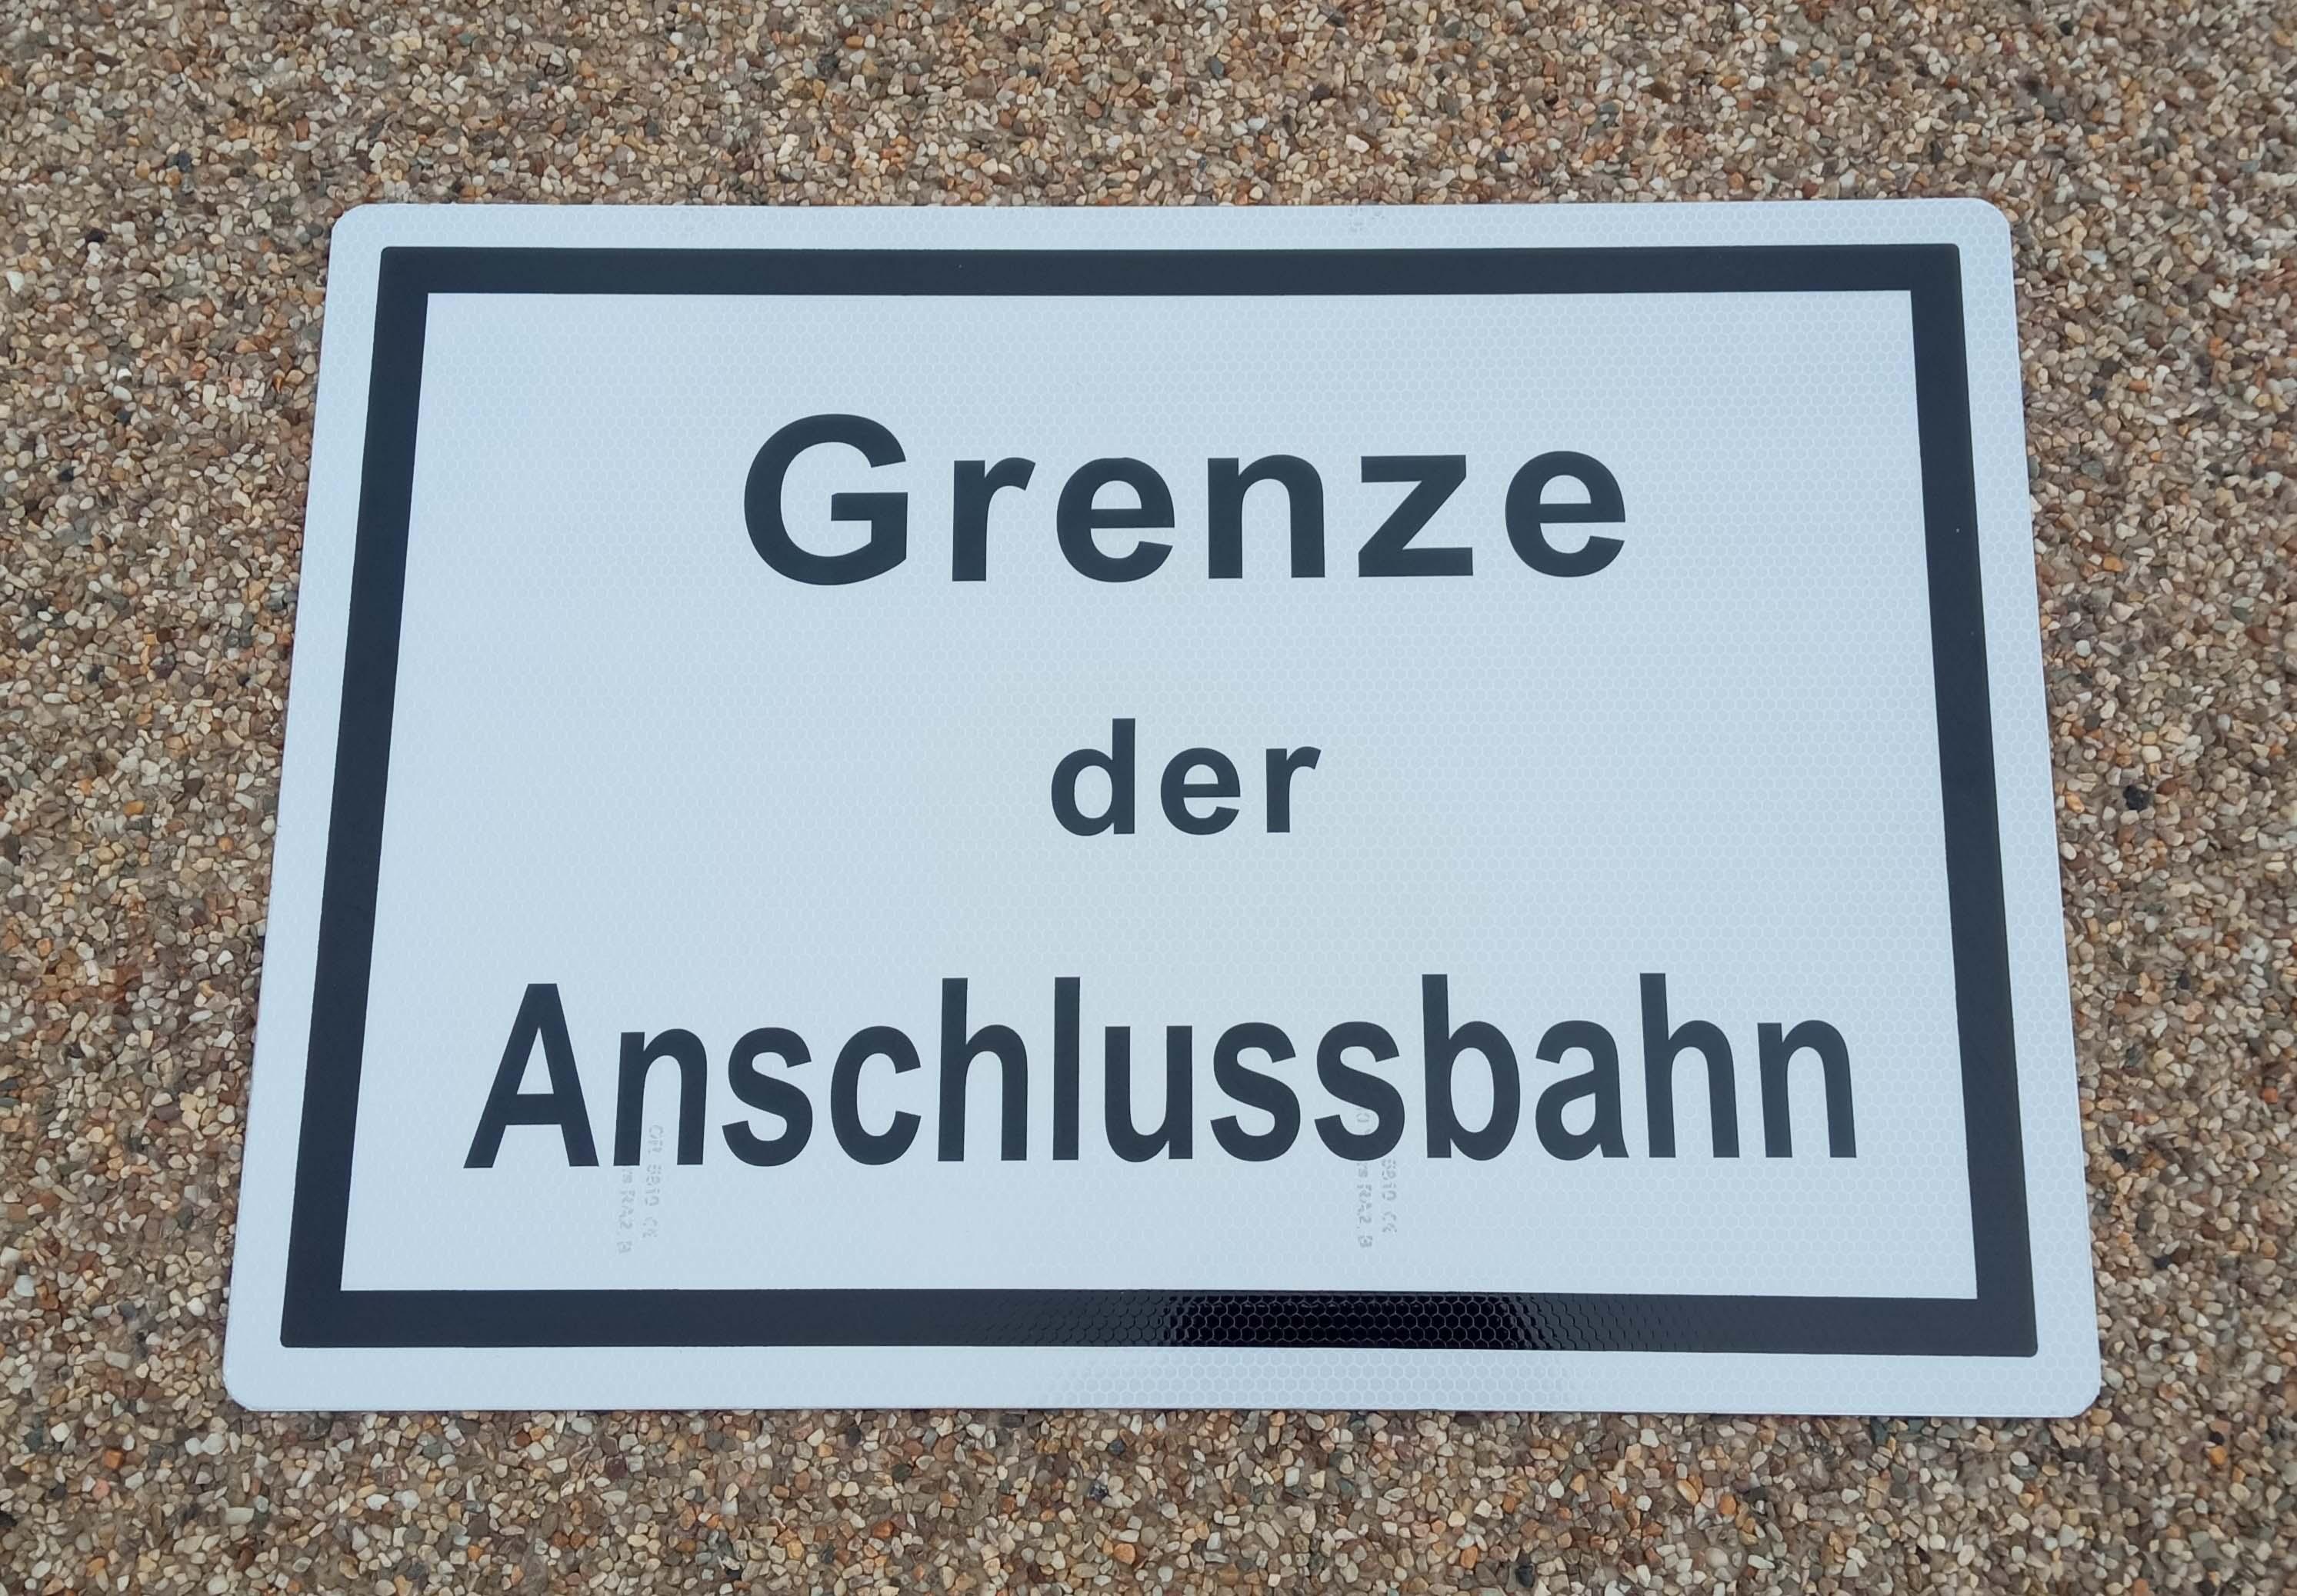 Grenze
der
Anschlussbahn